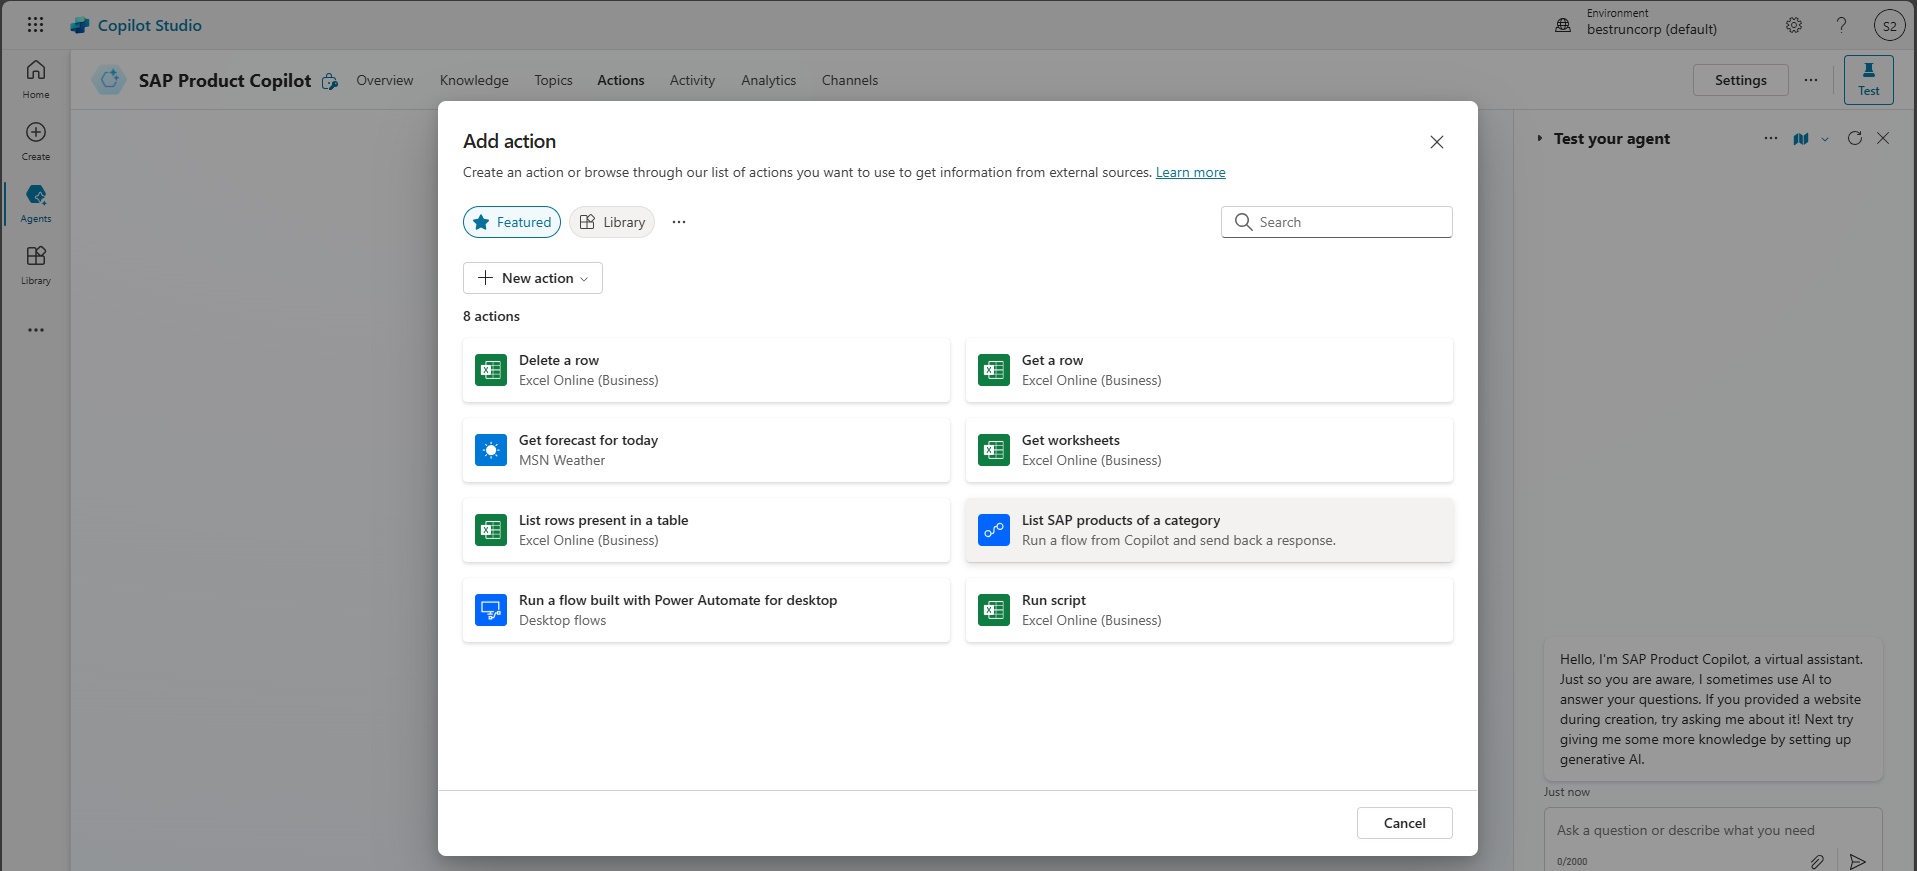 Copilot Studio
Environment
bestruncorp (default)
?
S2
Home
Create
Agents
Library
SAP Product Copilot
Overview
Knowledge
Topics
Actions
Activity
Analytics
Channels
Settings
Test
Add action
Create an action or browse through our list of actions you want to use to get information from external sources. Learn more
Featured
Library
Search
New action
8 actions
Delete a row
Excel Online (Business)
Get a row
Excel Online (Business)
Get forecast for today
MSN Weather
Get worksheets
Excel Online (Business)
List rows present in a table
Excel Online (Business)
List SAP products of a category
Run a flow from Copilot and send back a response.
Run a flow built with Power Automate for desktop
Desktop flows
Run script
Excel Online (Business)
Cancel
Test your agent
Hello, I'm SAP Product Copilot, a virtual assistant.
Just so you are aware, I sometimes use AI to
answer your questions. If you provided a website
during creation, try asking me about it! Next try
giving me some more knowledge by setting up
generative AI.
Just now
Ask a question or describe what you need
0/2000